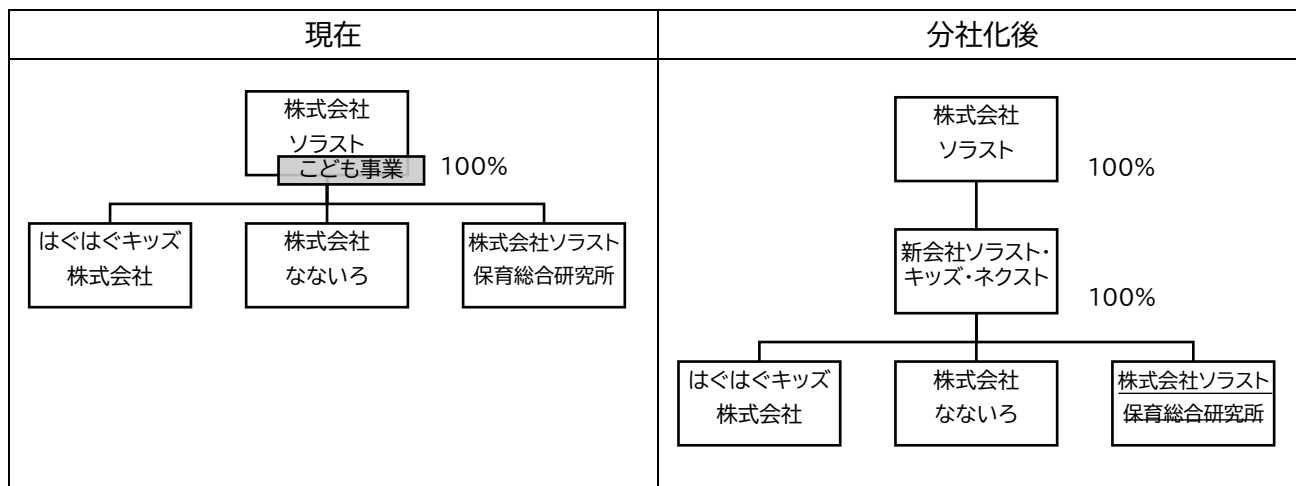 現在
分社化後
株式会社
ソラスト
こども事業
100%
はぐはぐキッズ
株式会社
株式会社
なないろ
株式会社ソラスト
保育総合研究所
株式会社
ソラスト
100%
新会社ソラスト・
キッズ・ネクスト
100%
はぐはぐキッズ
株式会社
株式会社
なないろ
株式会社ソラスト
保育総合研究所